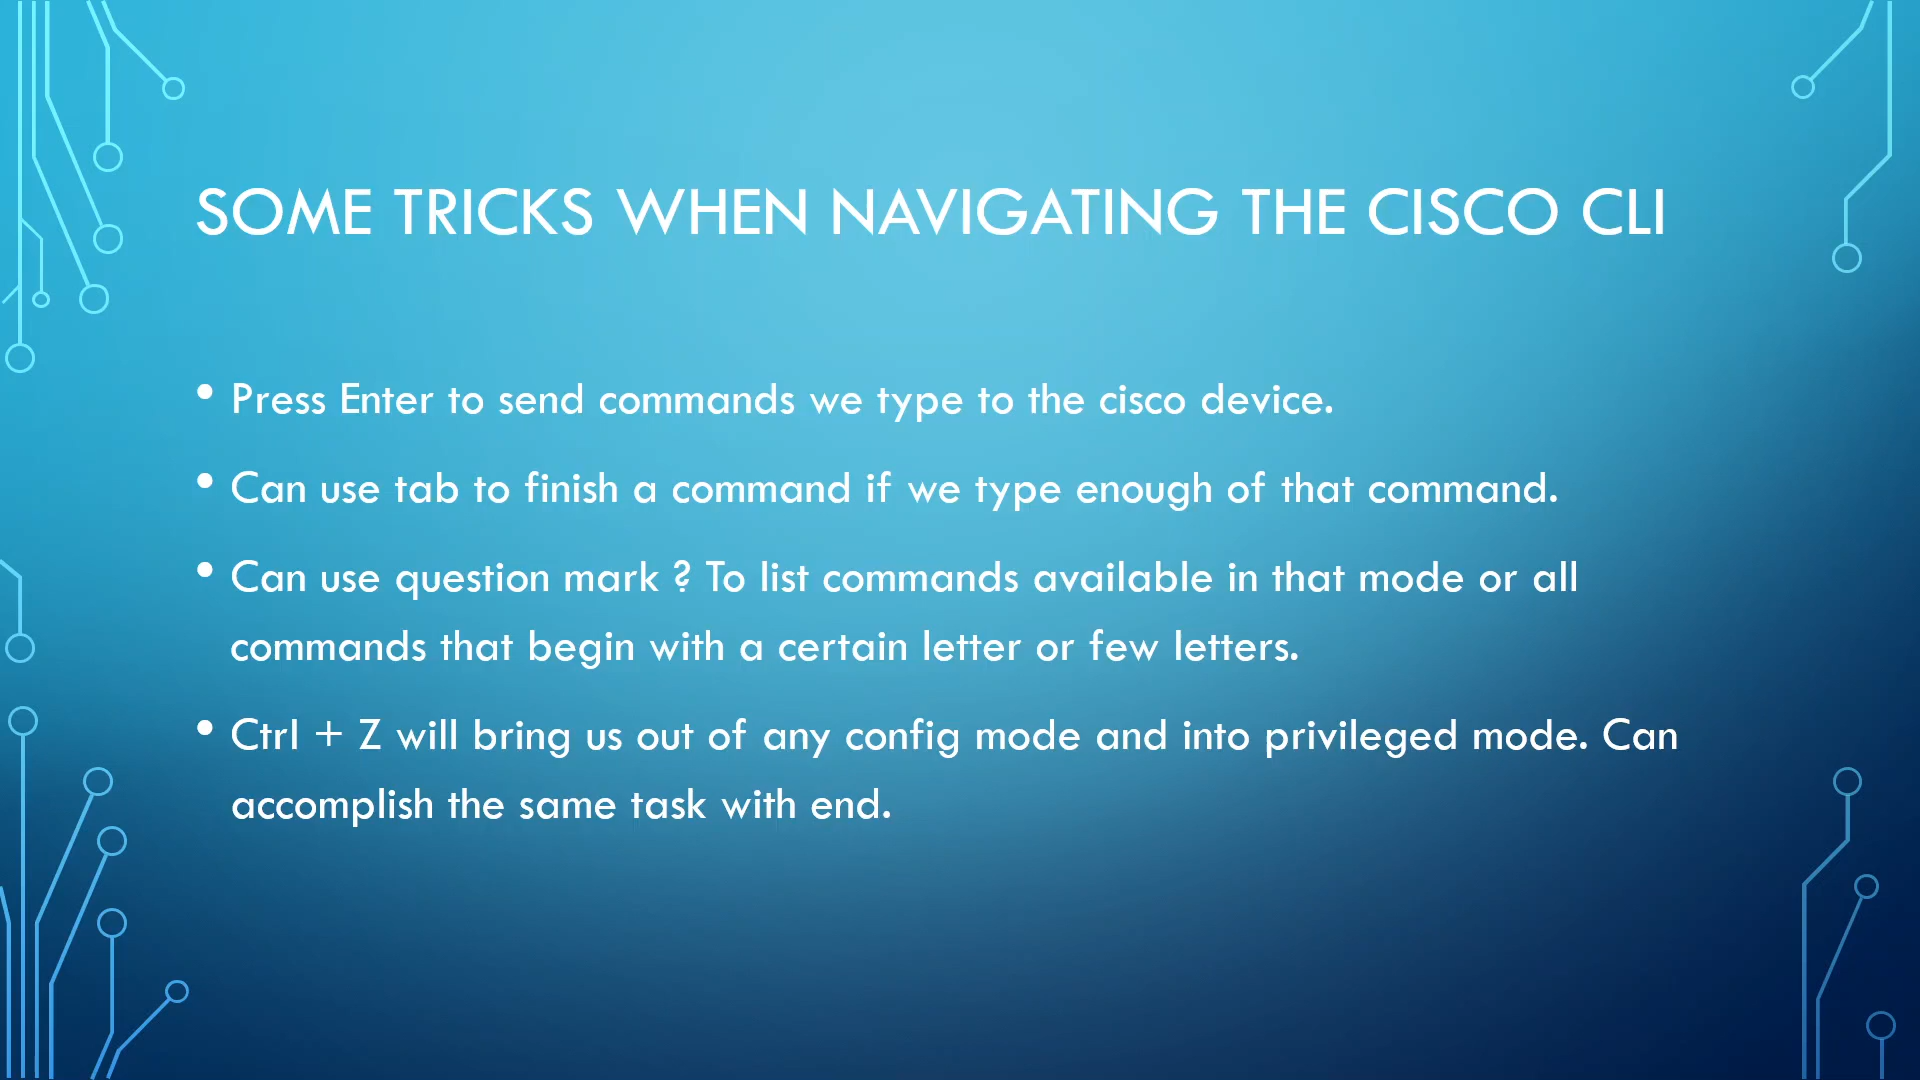 SOME TRICKS WHEN NAVIGATING THE CISCO CLI
• Press Enter to send commands we type to the cisco device.
• Can use tab to finish a command if we type enough of that command.
• Can use question mark ? To list commands available in that mode or all
commands that begin with a certain letter or few letters.
• Ctrl + Z will bring us out of any config mode and into privileged mode. Can
accomplish the same task with end.